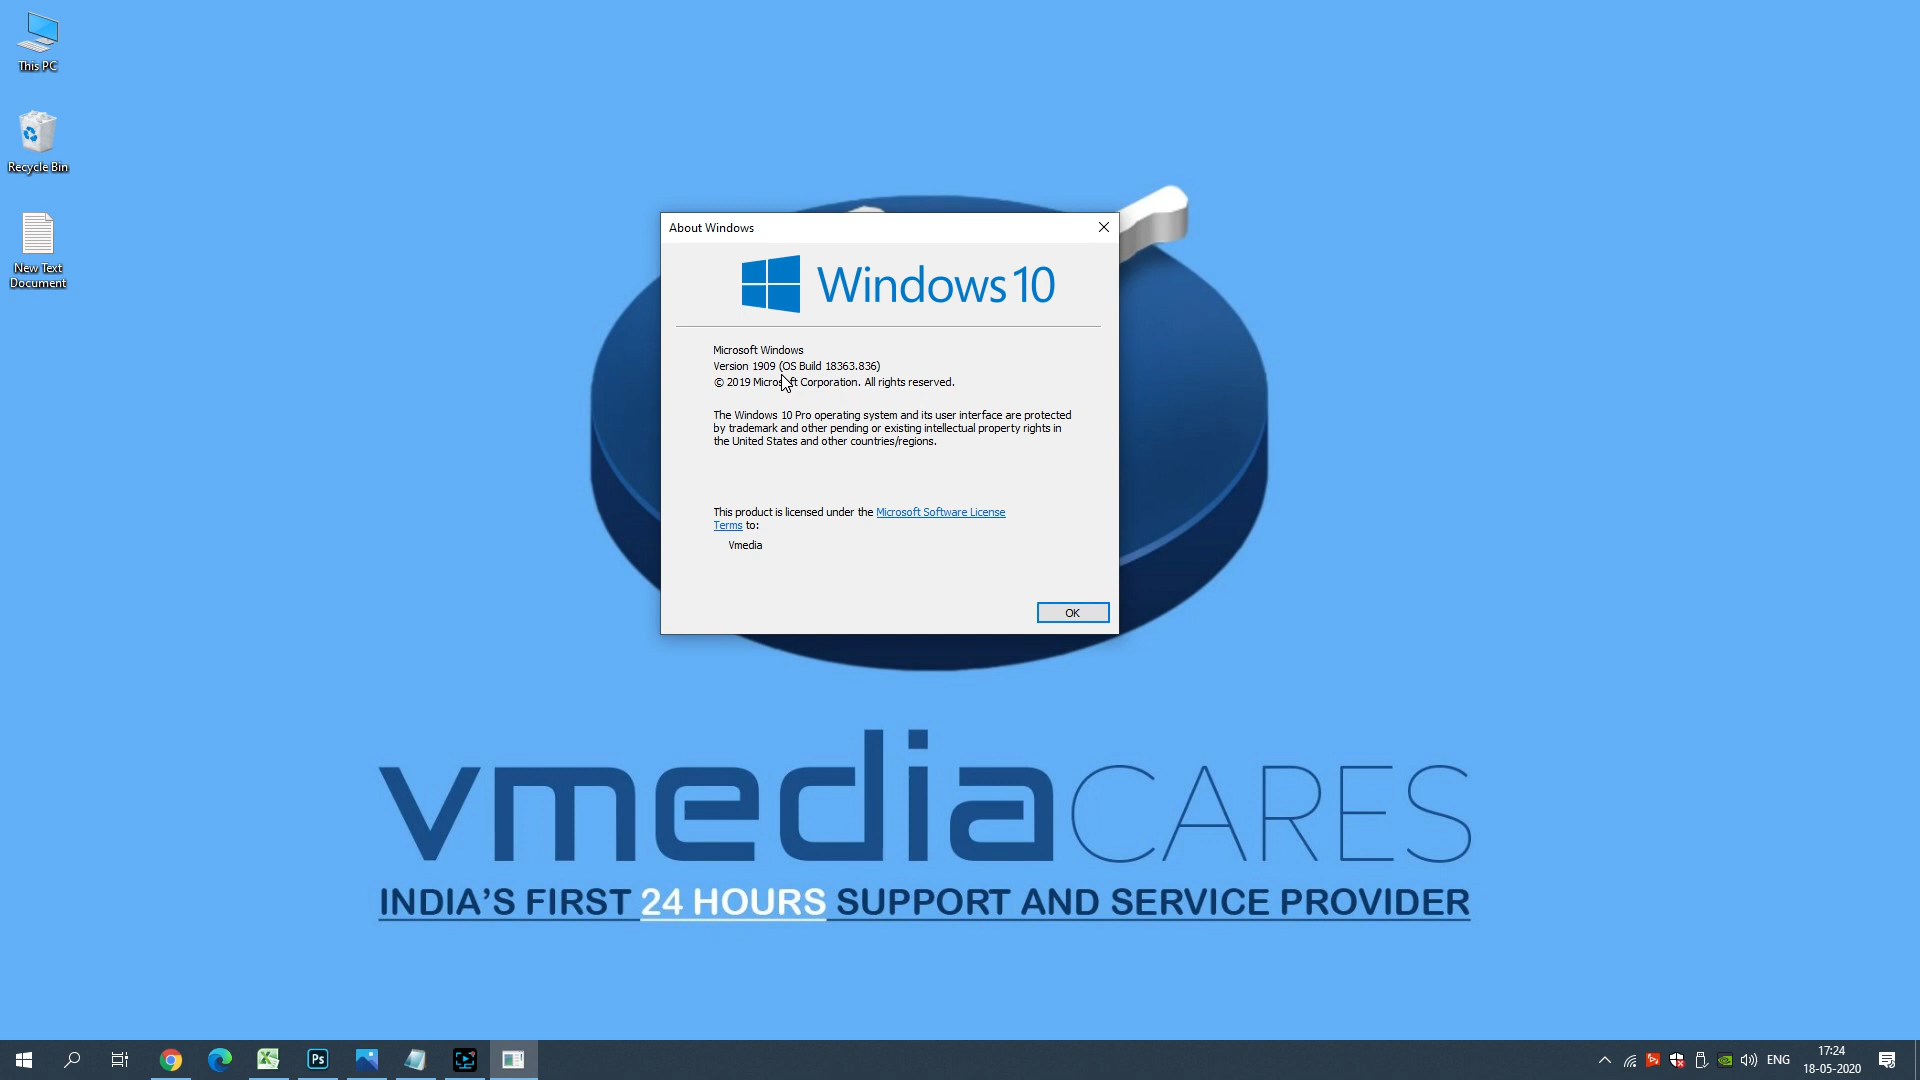 This PC
Recycle Bin
New Text
Document
About Windows
Windows 10
Microsoft Windows
Version 1909 (OS Build 18363.836)
© 2019 Microsoft Corporation. All rights reserved.
The Windows 10 Pro operating system and its user interface are protected
by trademark and other pending or existing intellectual property rights in
the United States and other countries/regions.
This product is licensed under the Microsoft Software License
Terms to:
Vmedia
OK
vmediaCARES
INDIA'S FIRST 24 HOURS SUPPORT AND SERVICE PROVIDER
Ps
ENG
17:24
18-05-2020